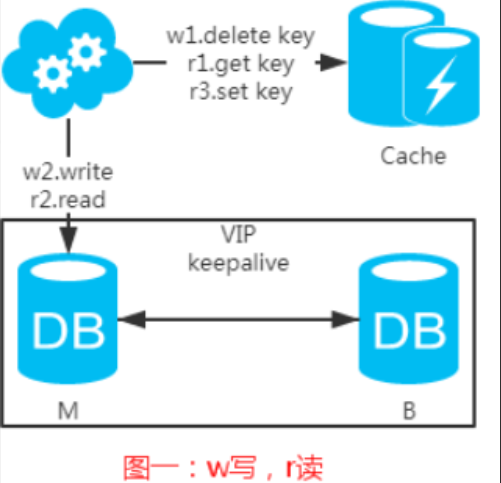 w1.delete key
r1.get key
r3.set key
Cache
w2.write
r2.read
VIP
keepalive
DB
DB
M
B
图一：w写，r读